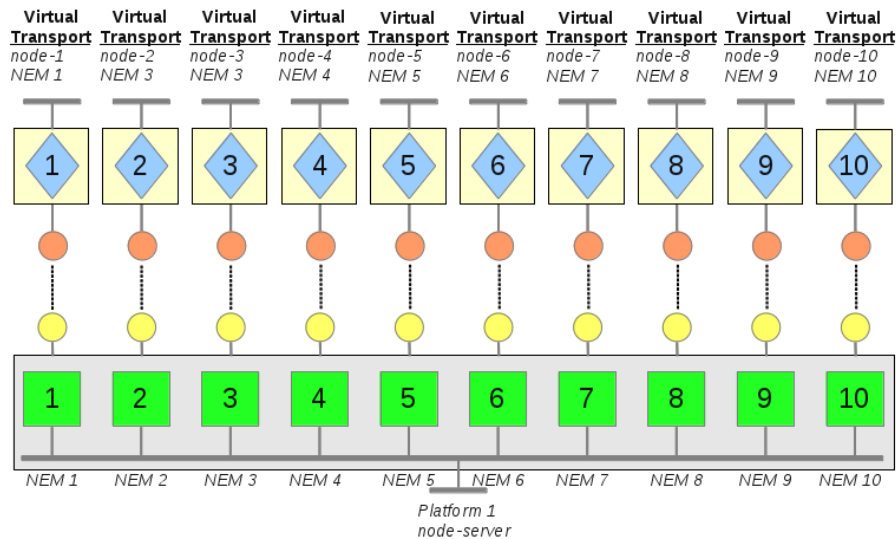 Virtual Virtual Virtual Virtual Virtual Virtual Virtual Virtual Virtual Virtual
Transport Transport Transport Transport Transport Transport Transport Transport Transport Transport
node-1 node-2 node-3 node-4 node-5 node-6 node-7 node-8 node-9 node-10
NEM 1 NEM 3 NEM 3 NEM 4 NEM 5 NEM 6 NEM 7 NEM 8 NEM 9 NEM 10
1 2 3 4 5 6 7 8 9 10
1 2 3 4 5 6 7 8 9 10
NEM 1 NEM 2 NEM 3 NEM 4 NEM 5 NEM 6 NEM 7 NEM 8 NEM 9 NEM 10
Platform 1
node-server